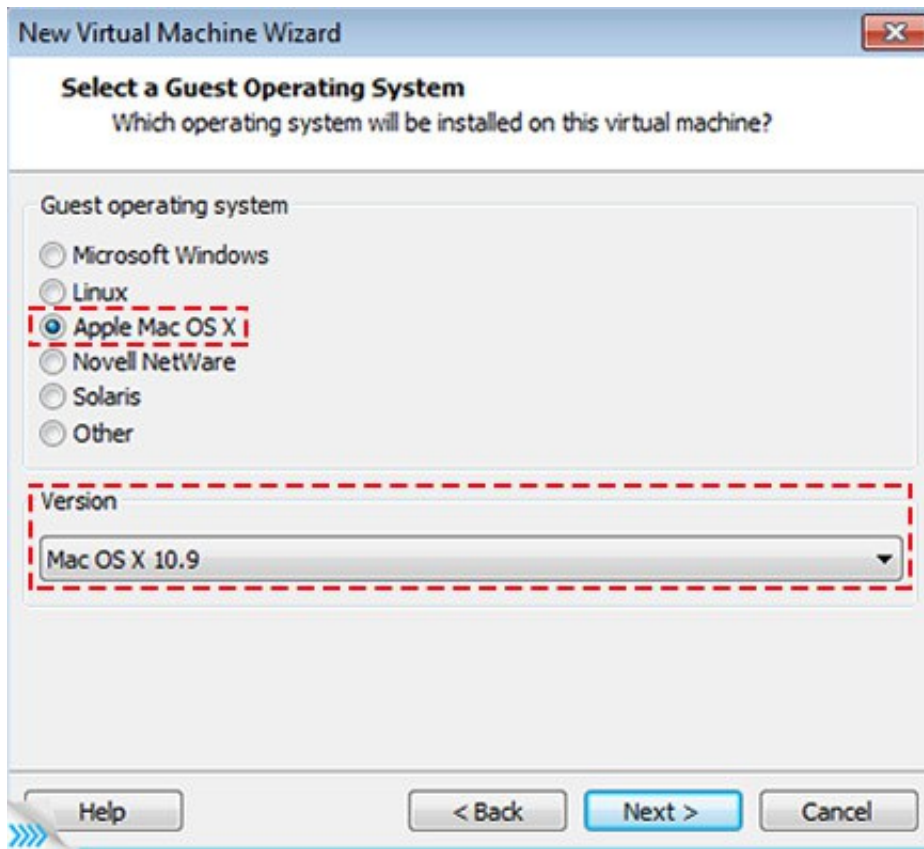 New Virtual Machine Wizard
Select a Guest Operating System
Which operating system will be installed on this virtual machine?
Guest operating system
Microsoft Windows
Linux
Apple Mac OS X
Novell NetWare
Solaris
Other
Version
Mac OS X 10.9
Help
< Back
Next >
Cancel